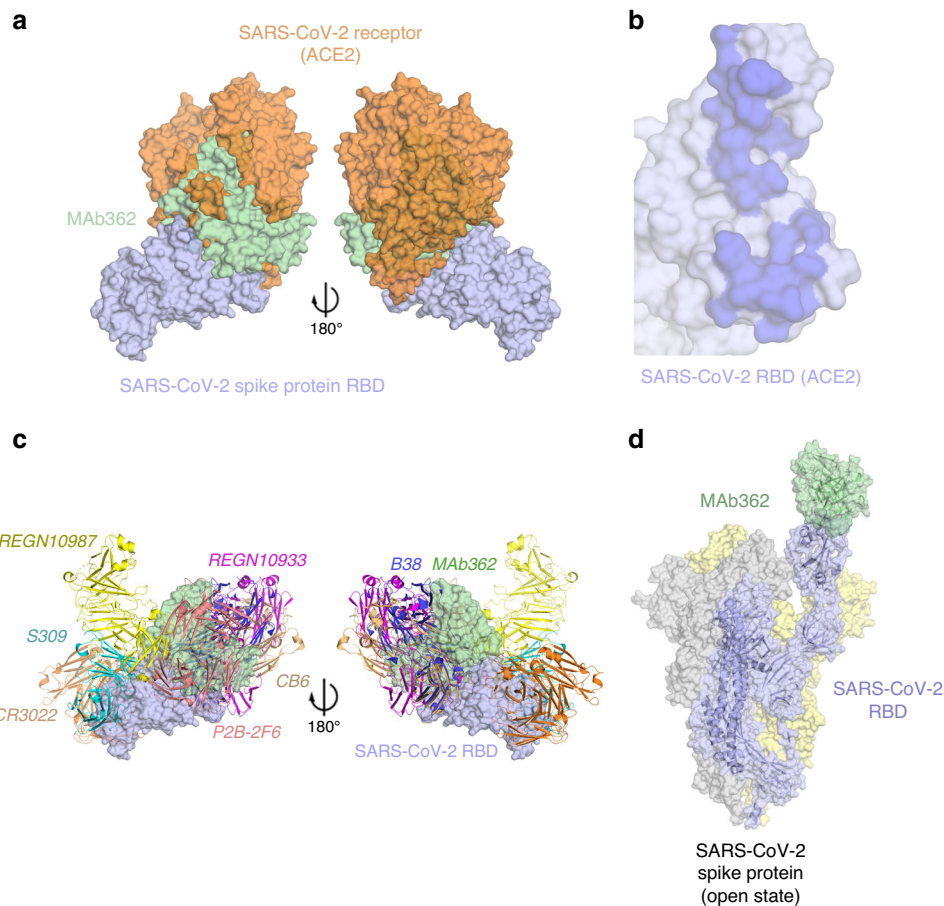 a
SARS-CoV-2 receptor
(ACE2)
MAb362
180°
SARS-CoV-2 spike protein RBD
b
SARS-CoV-2 RBD (ACE2)
c
REGN10987
REGN10933
B38
MAb362
S309
CB6
CR3022
P2B-2F6
180°
SARS-CoV-2 RBD
d
MAb362
SARS-CoV-2
RBD
SARS-CoV-2
spike protein
(open state)